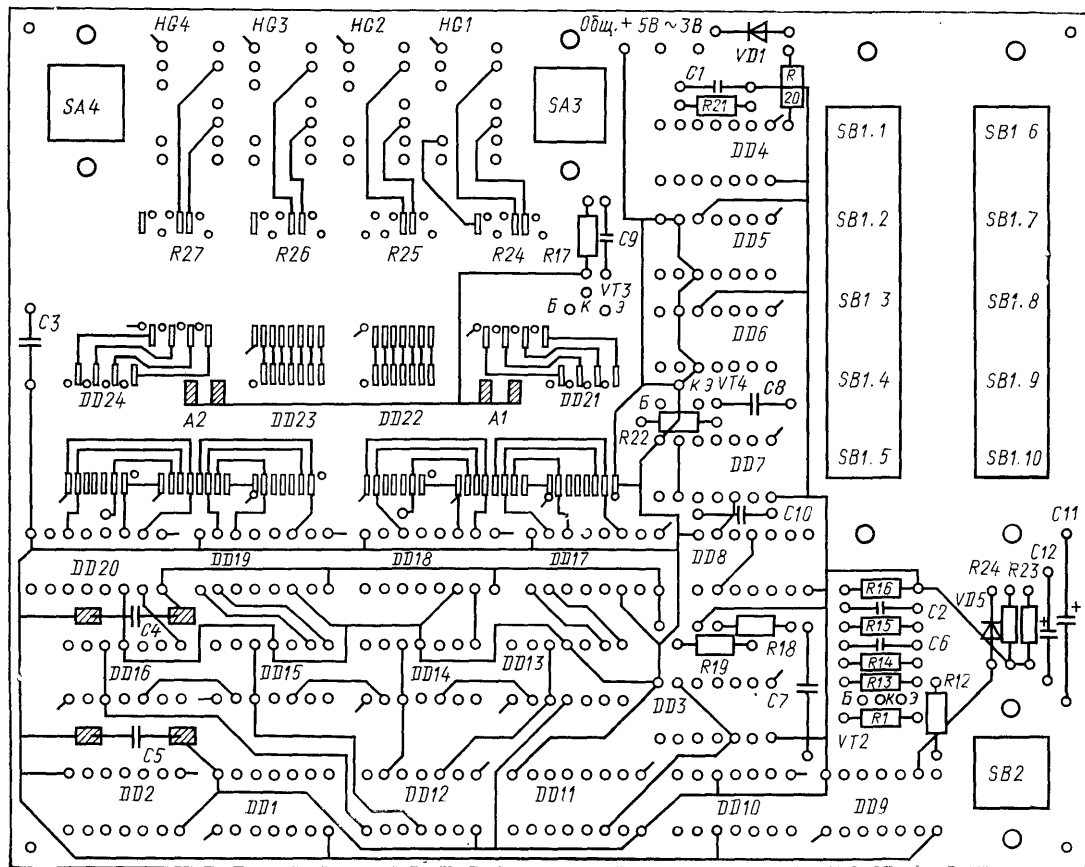 HG4 HG3 HG2 HG1 Общ. + 5В ~ 3В
VD1
SA4 SA3 C1 R 20
R21
SB1.1 SB1 6
DD4
SB1.2 SB1.7
R27 R26 R25 R24 R17 C9 DD5
VT3
Б К Э
SB1 3 SB1.8
C3 DD6
DD24 A2 DD23 DD22 A1 DD21
К Э VT4 C8
SB1.4 SB1.9
Б
R22
DD7
SB1.5 SB1.10
C10 C11
DD20 DD19 DD18 DD17 DD8
C12
R24 R23
R16 VD5
C4 C2
R15
R18 C6
DD16 DD15 DD14 DD13 R19 R14
R13 R12
C7 Б К Э
DD3 R1
C5 VT2
SB2
DD2 DD1 DD12 DD11 DD10 DD9